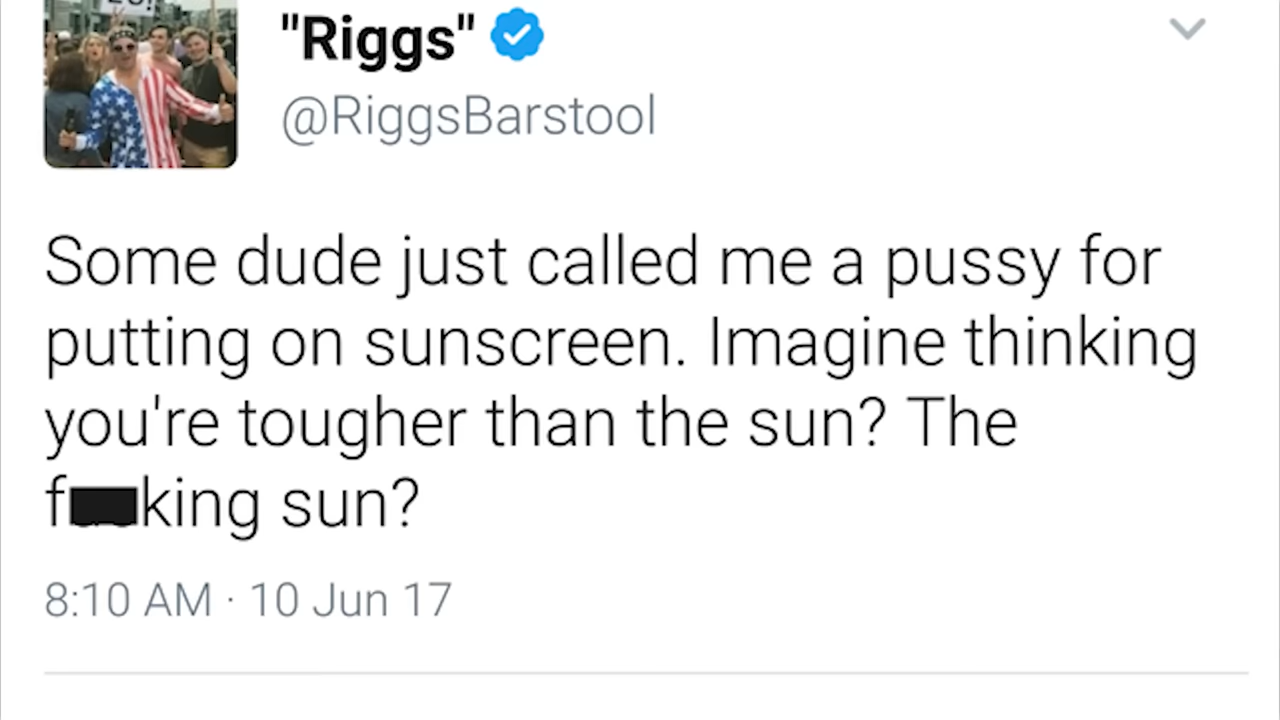 "Riggs"
@RiggsBarstool
Some dude just called me a pussy for
putting on sunscreen. Imagine thinking
you're tougher than the sun? The
f king sun?
8:10 AM · 10 Jun 17